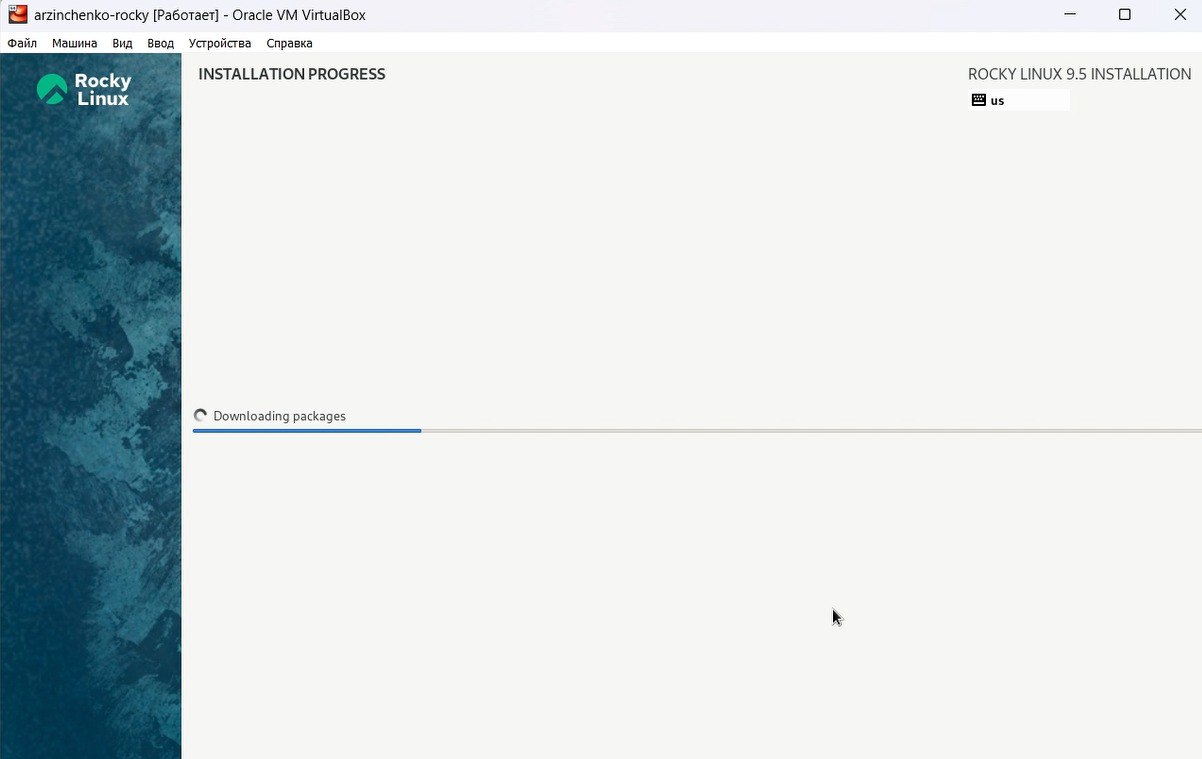 arzinchenko-rocky [Работает] - Oracle VM VirtualBox
Файл Машина Вид Ввод Устройства Справка
Rocky
Linux
INSTALLATION PROGRESS
ROCKY LINUX 9.5 INSTALLATION
us
Downloading packages